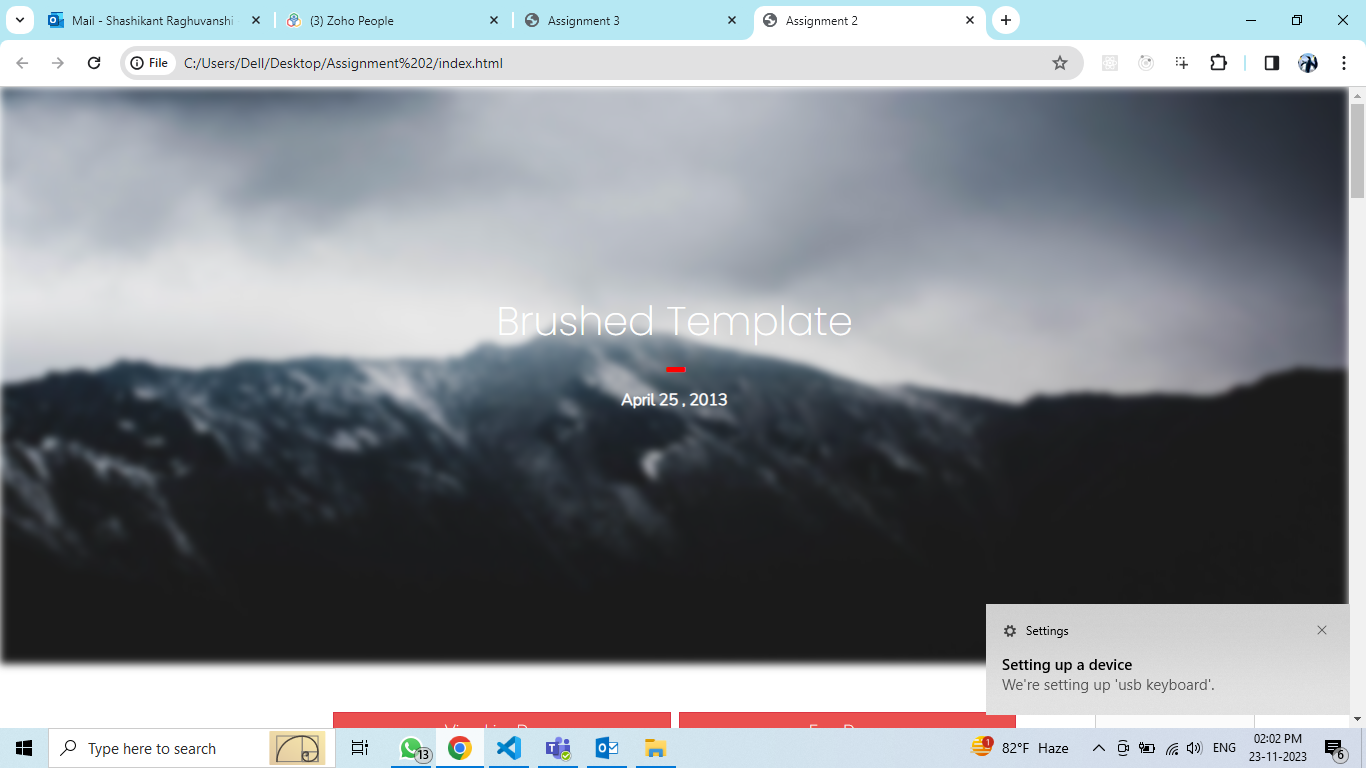 Mail - Shashikant Raghuvanshi
(3) Zoho People
Assignment 3
Assignment 2
File
C:/Users/Dell/Desktop/Assignment%202/index.html
Brushed Template
April 25 , 2013
Settings
Setting up a device
We're setting up 'usb keyboard'.
Type here to search
13
1
82°F Haze
ENG
02:02 PM
23-11-2023
6